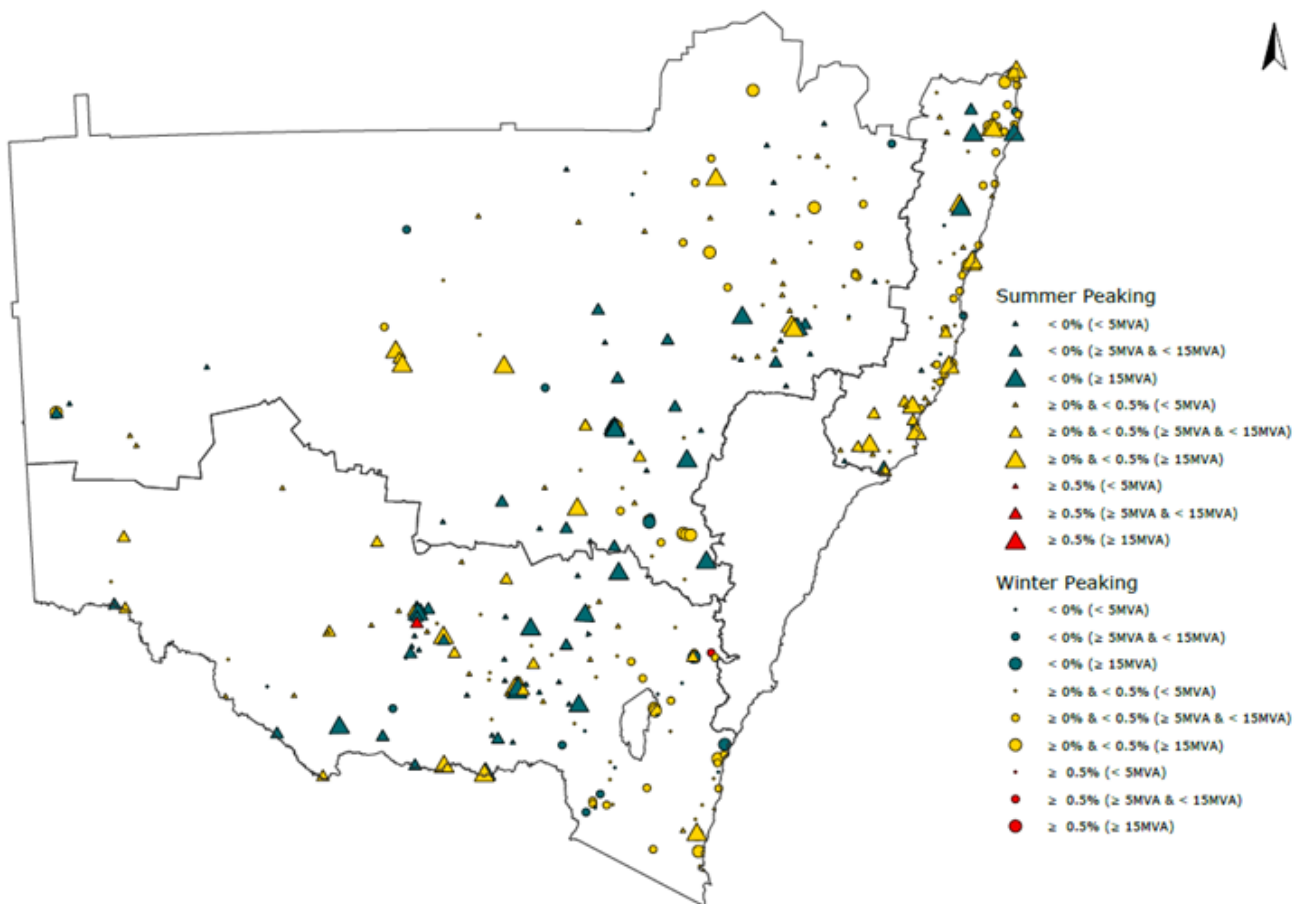 Summer Peaking
< 0% (< 5MVA)
< 0% (≥ 5MVA & < 15MVA)
< 0% (≥ 15MVA)
≥ 0% & < 0.5% (< 5MVA)
≥ 0% & < 0.5% (≥ 5MVA & < 15MVA)
≥ 0% & < 0.5% (≥ 15MVA)
≥ 0.5% (< 5MVA)
≥ 0.5% (≥ 5MVA & < 15MVA)
≥ 0.5% (≥ 15MVA)
Winter Peaking
< 0% (< 5MVA)
< 0% (≥ 5MVA & < 15MVA)
< 0% (≥ 15MVA)
≥ 0% & < 0.5% (< 5MVA)
≥ 0% & < 0.5% (≥ 5MVA & < 15MVA)
≥ 0% & < 0.5% (≥ 15MVA)
≥ 0.5% (< 5MVA)
≥ 0.5% (≥ 5MVA & < 15MVA)
≥ 0.5% (≥ 15MVA)